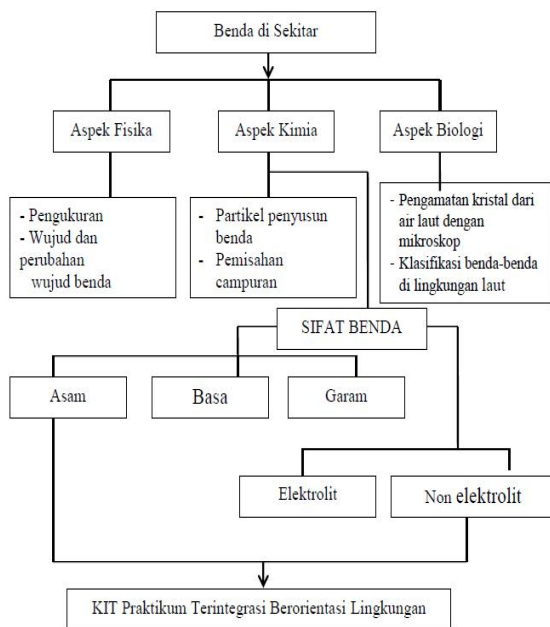 Benda di Sekitar
Aspek Fisika
Aspek Kimia
Aspek Biologi
- Pengukuran
- Wujud dan
perubahan
wujud benda
- Partikel penyusun
benda
- Pemisahan
campuran
- Pengamatan kristal dari
air laut dengan
mikroskop
- Klasifikasi benda-benda
di lingkungan laut
SIFAT BENDA
Asam
Basa
Garam
Elektrolit
Non elektrolit
KIT Praktikum Terintegrasi Berorientasi Lingkungan